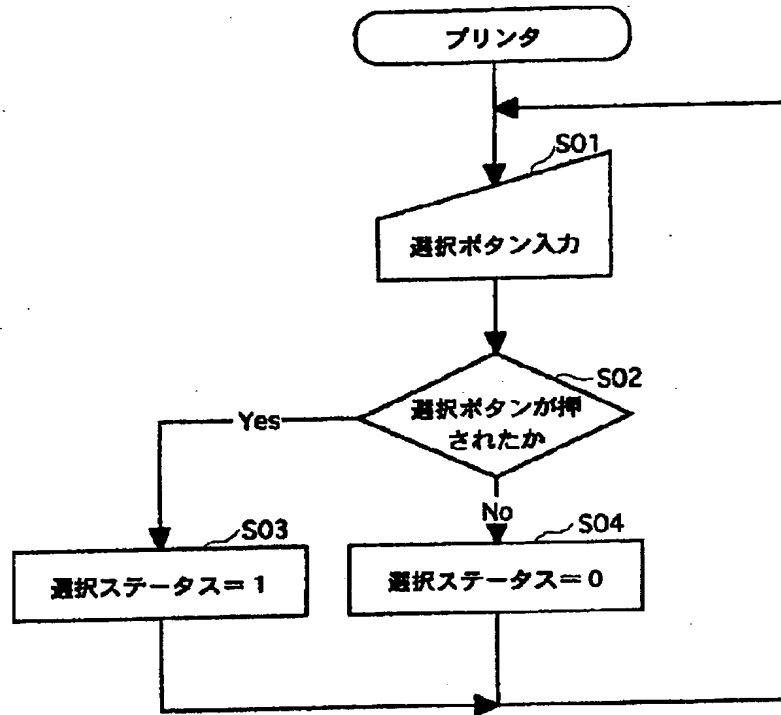 プリンタ
S01
選択ボタン入力
S02
選択ボタンが押
されたか
Yes
No
S03
選択ステータス＝1
S04
選択ステータス＝0